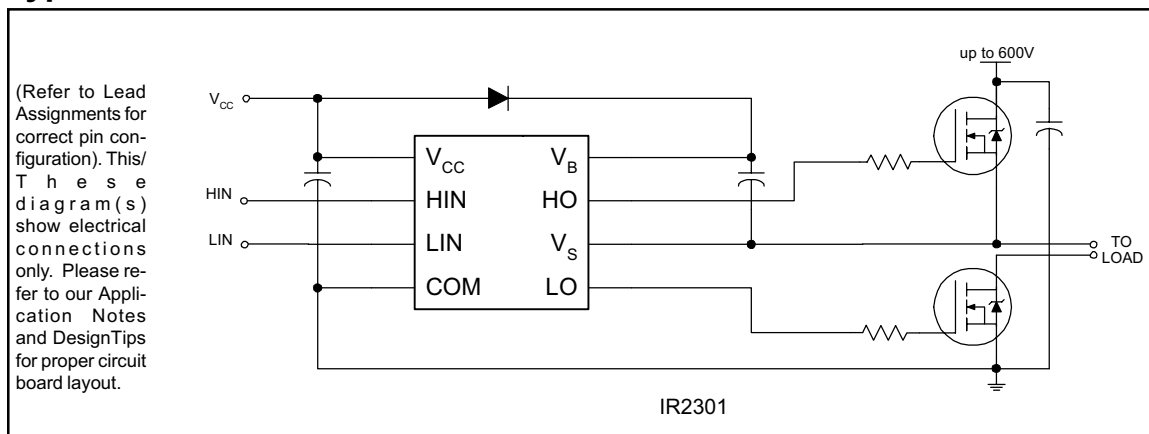 (Refer to Lead
Assignments for
correct pin con-
figuration). This/
These
diagram(s)
show electrical
connections
only. Please re-
fer to our Appli-
cation Notes
and DesignTips
for proper circuit
board layout.
up to 600V
VCC
VCC
VB
HIN
HIN
HO
LIN
LIN
VS
TO
LOAD
COM
LO
IR2301